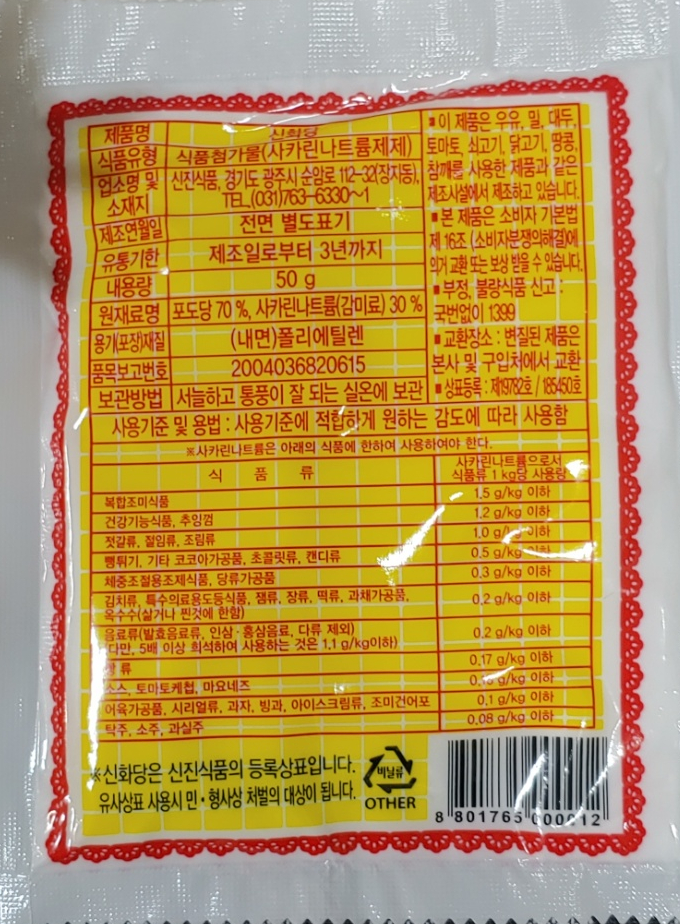 제품명 신화당
식품유형 식품첨가물(사카린나트륨제제)
업소명 및 소재지 신진식품, 경기도 광주시 순암로 112-32(장지동),
TEL.(031)763-6330~1
제조연월일 전면 별도표기
유통기한 제조일로부터 3년까지
내용량 50 g
원재료명 포도당 70 %, 사카린나트륨(감미료) 30 %
용기(포장)재질 (내면)폴리에틸렌
품목보고번호 2004036820615
보관방법 서늘하고 통풍이 잘 되는 실온에 보관
■ 이 제품은 우유, 밀, 대두,
토마토, 쇠고기, 닭고기, 땅콩,
참깨를 사용한 제품과 같은
제조시설에서 제조하고 있습니다.
■ 본 제품은 소비자 기본법
제 16조 (소비자분쟁의해결)에
의거 교환 또는 보상 받을 수 있습니다.
■ 부정, 불량식품 신고 :
국번없이 1399
■ 교환장소 : 변질된 제품은
본사 및 구입처에서 교환
■ 상표등록 : 제19782호 / 185450호
사용기준 및 용법 : 사용기준에 적합하게 원하는 감도에 따라 사용함
※사카린나트륨은 아래의 식품에 한하여 사용하여야 한다.
식 품 류 사카린나트륨으로서
식품류 1 kg당 사용량
복합조미식품 1.5 g/kg 이하
건강기능식품, 추잉껌 1.2 g/kg 이하
젓갈류, 절임류, 조림류 1.0 g/kg 이하
뻥튀기, 기타 코코아가공품, 초콜릿류, 캔디류 0.5 g/kg 이하
체중조절용조제식품, 당류가공품 0.3 g/kg 이하
김치류, 특수의료용도등식품, 잼류, 장류, 떡류, 과채가공품,
옥수수(삶거나 찐것에 한함) 0.2 g/kg 이하
음료류(발효음료류, 인삼·홍삼음료, 다류 제외)
(다만, 5배 이상 희석하여 사용하는 것은 1.1 g/kg이하) 0.2 g/kg 이하
류 0.17 g/kg 이하
소스, 토마토케첩, 마요네즈 g/kg 이하
어육가공품, 시리얼류, 과자, 빙과, 아이스크림류, 조미건어포 0.1 g/kg 이하
탁주, 소주, 과실주 0.08 g/kg 이하
※신화당은 신진식품의 등록상표입니다.
유사상표 사용시 민·형사상 처벌의 대상이 됩니다.
비닐류
OTHER
8 801765 000012